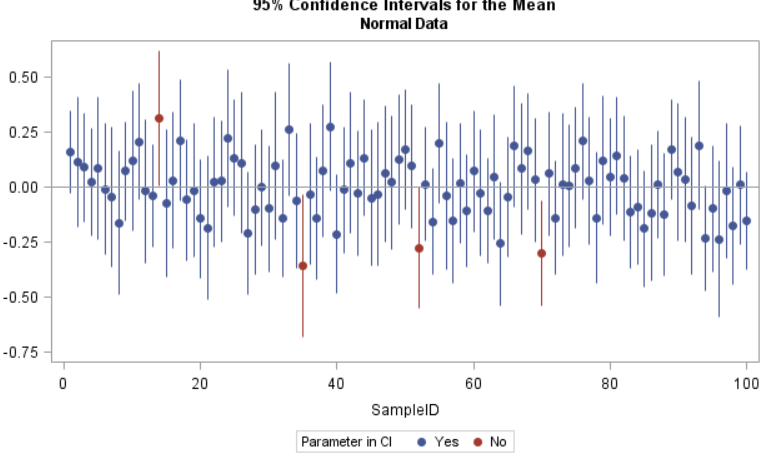 95% Confidence Intervals for the Mean
Normal Data
0.50
0.25
0.00
-0.25
-0.50
-0.75
0 20 40 60 80 100
SampleID
Parameter in CI Yes No